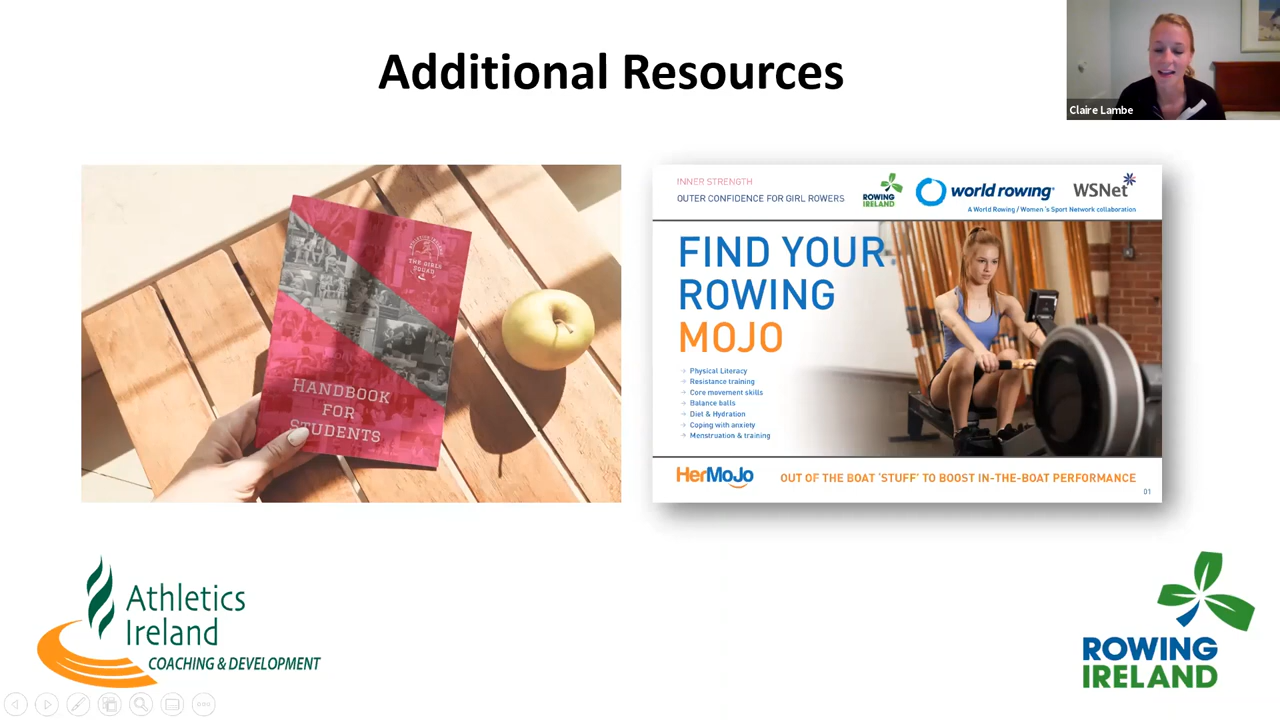 Additional Resources
Claire Lambe
THE GIRLS
SQUAD
HANDBOOK
FOR
STUDENTS
INNER STRENGTH
OUTER CONFIDENCE FOR GIRL ROWERS
ROWING
IRELAND
world rowing
WSNet
A World Rowing / Women's Sport Network collaboration
FIND YOUR
ROWING
MOJO
Physical Literacy
Resistance training
Core movement skills
Balance balls
Diet & Hydration
Coping with anxiety
Menstruation & training
HerMoJo
OUT OF THE BOAT 'STUFF' TO BOOST IN-THE-BOAT PERFORMANCE
01
Athletics
Ireland
COACHING & DEVELOPMENT
ROWING
IRELAND